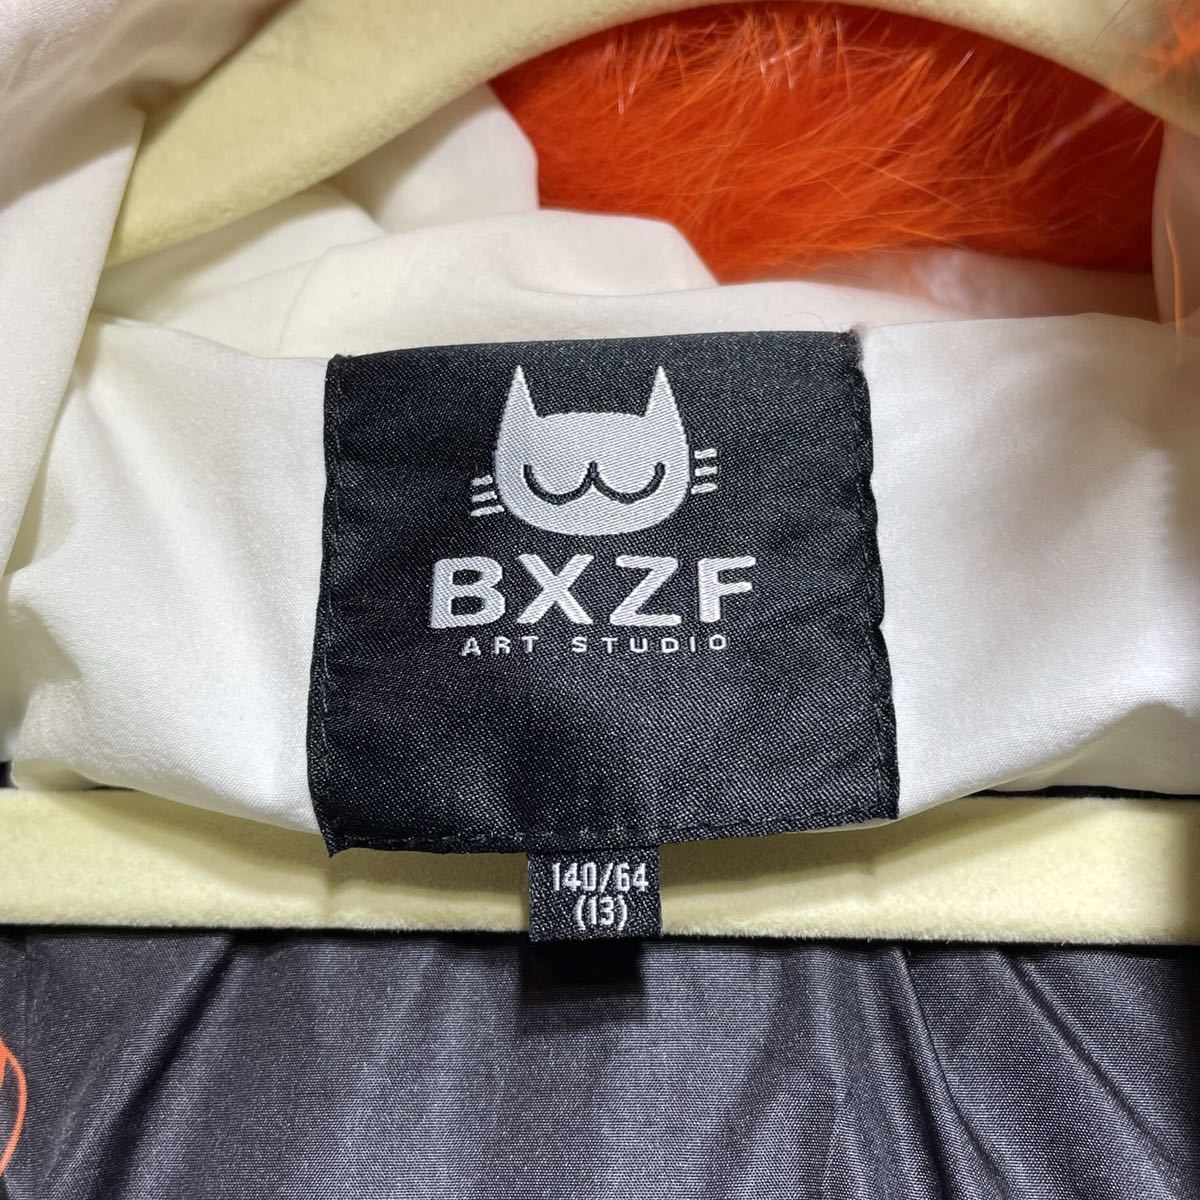 BXZF
ART STUDIO
140/64
(13)